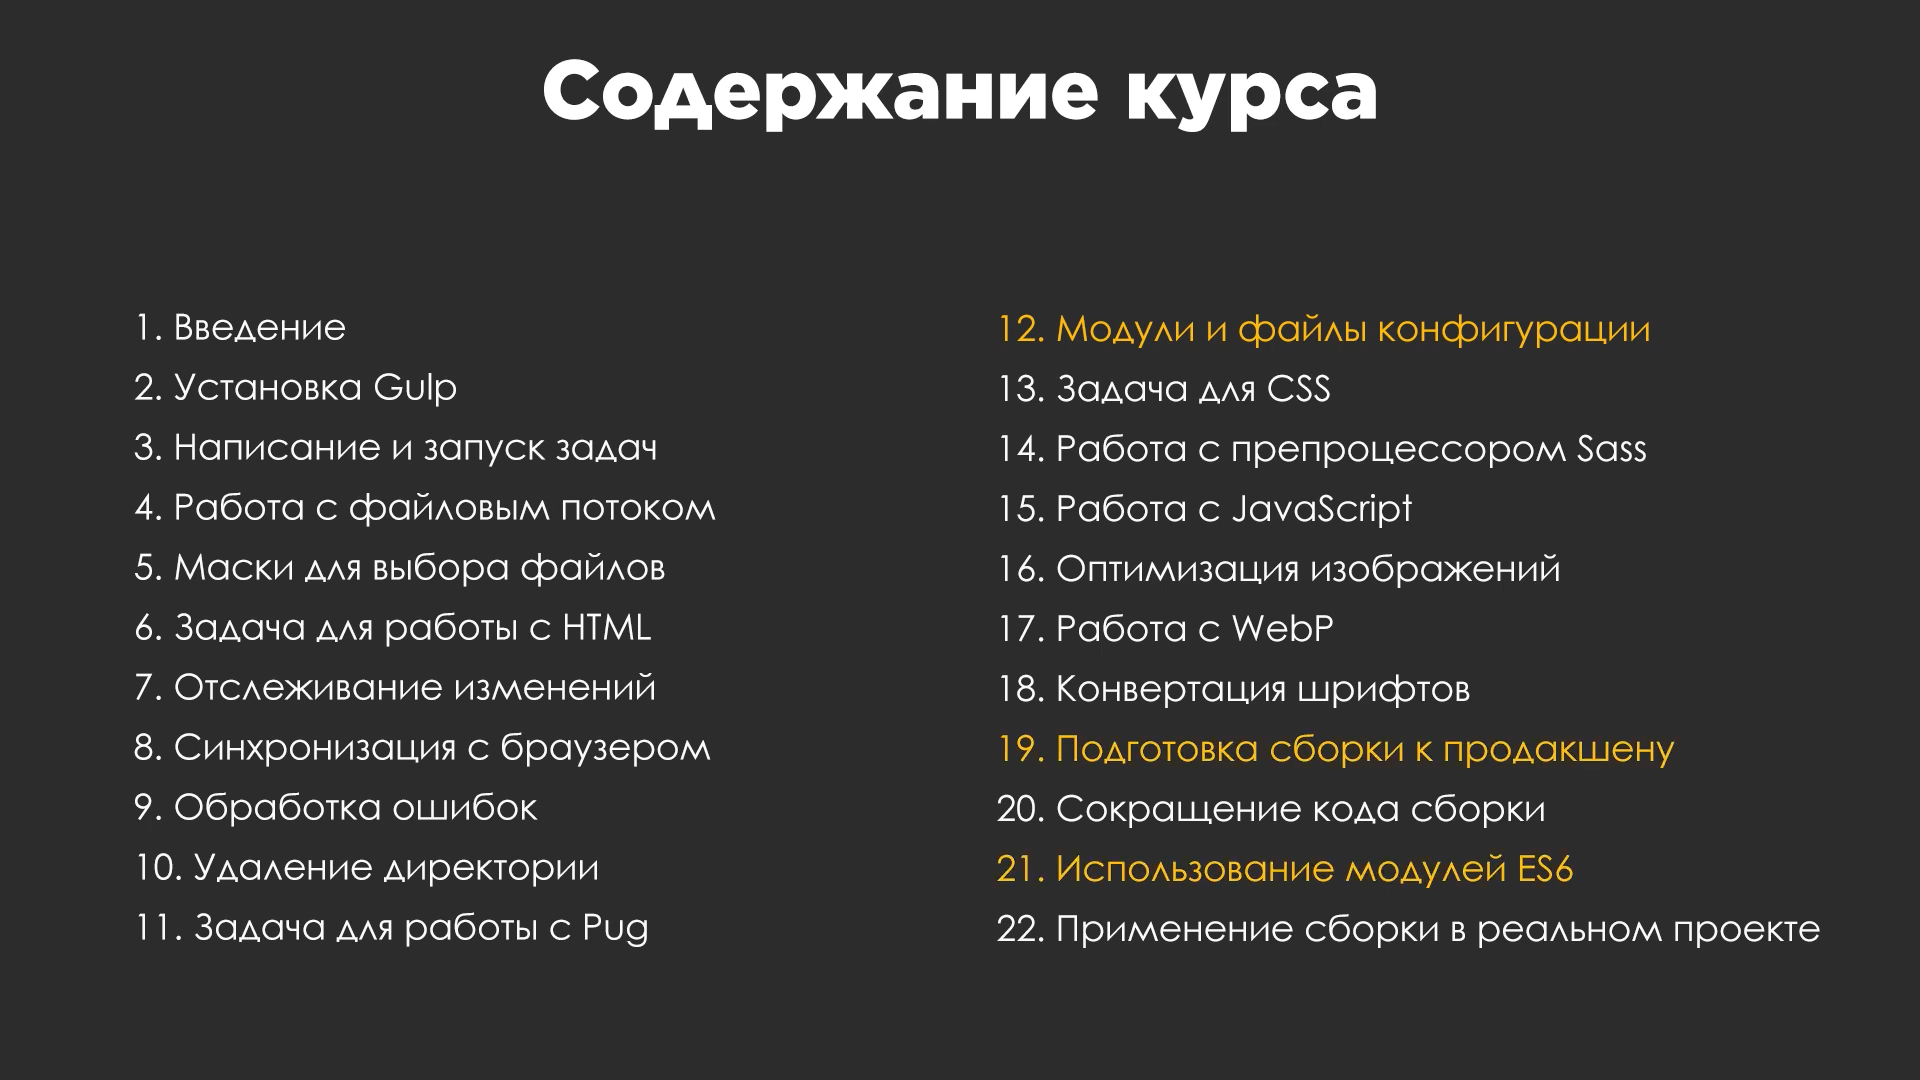 Содержание курса
1. Введение
2. Установка Gulp
3. Написание и запуск задач
4. Работа с файловым потоком
5. Маски для выбора файлов
6. Задача для работы с HTML
7. Отслеживание изменений
8. Синхронизация с браузером
9. Обработка ошибок
10. Удаление директории
11. Задача для работы с Pug
12. Модули и файлы конфигурации
13. Задача для CSS
14. Работа с препроцессором Sass
15. Работа с JavaScript
16. Оптимизация изображений
17. Работа с WebP
18. Конвертация шрифтов
19. Подготовка сборки к продакшену
20. Сокращение кода сборки
21. Использование модулей ES6
22. Применение сборки в реальном проекте